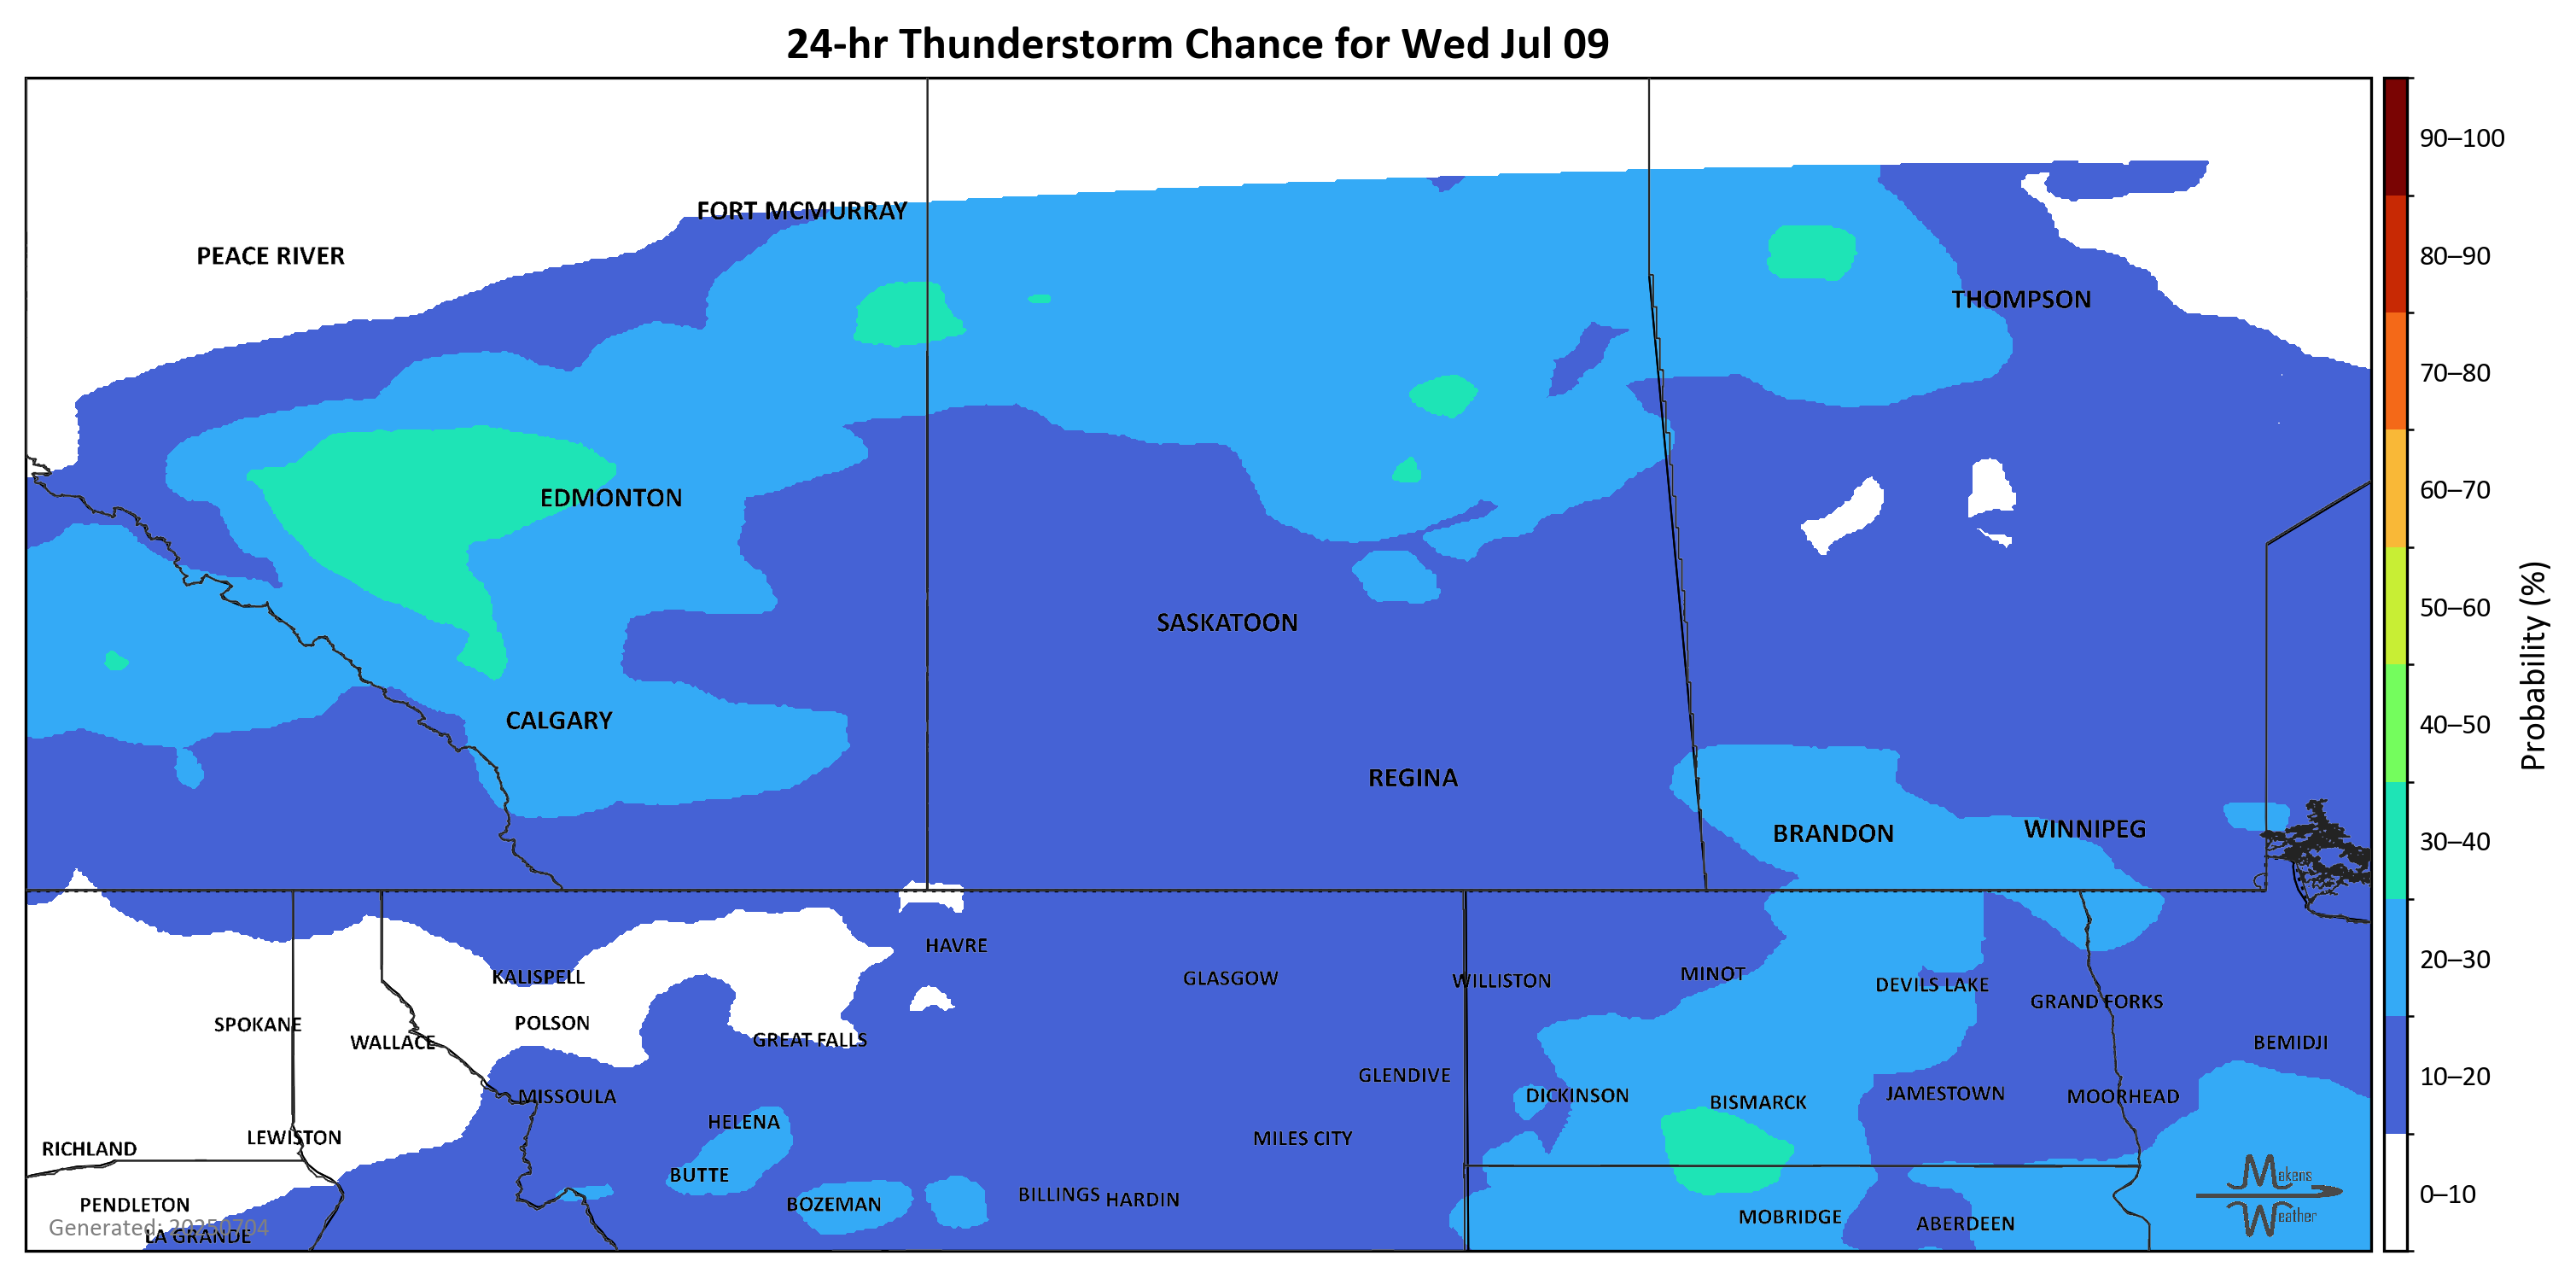 24-hr Thunderstorm Chance for Wed Jul 09
90–100
FORT MCMURRAY
PEACE RIVER
80–90
THOMPSON
70–80
60–70
EDMONTON
50–60
SASKATOON
Probability (%)
CALGARY
40–50
REGINA
BRANDON
WINNIPEG
30–40
HAVRE
20–30
KALISPELL
GLASGOW
WILLISTON
MINOT
DEVILS LAKE
GRAND FORKS
SPOKANE
POLSON
WALLACE
GREAT FALLS
BEMIDJI
GLENDIVE
10–20
MISSOULA
DICKINSON
BISMARCK
JAMESTOWN
MOORHEAD
HELENA
LEWISTON
MILES CITY
RICHLAND
BUTTE
Makens
Weather
PENDLETON
BOZEMAN
BILLINGS
HARDIN
0–10
MOBRIDGE
ABERDEEN
Generated: 20250704
LA GRANDE